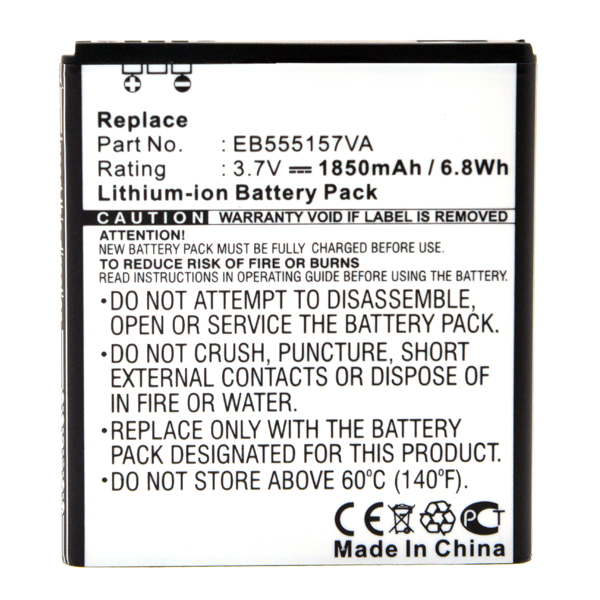 Replace
Part No. : EB555157VA
Rating : 3.7V 1850mAh / 6.8Wh
Lithium-ion Battery Pack
CAUTION WARRANTY VOID IF LABEL IS REMOVED
ATTENTION!
NEW BATTERY PACK MUST BE FULLY CHARGED BEFORE USE.
TO REDUCE RISK OF FIRE OR BURNS
READ INSTRUCTIONS IN OPERATING GUIDE BEFORE USING THE BATTERY.
•DO NOT ATTEMPT TO DISASSEMBLE,
OPEN OR SERVICE THE BATTERY PACK.
•DO NOT CRUSH, PUNCTURE, SHORT
EXTERNAL CONTACTS OR DISPOSE
IN FIRE OR WATER.
•REPLACE ONLY WITH THE BATTERY
PACK DESIGNATED FOR THIS PRODUCT.
•DO NOT STORE ABOVE 60°C (140°F).
CE PCT
Made In China